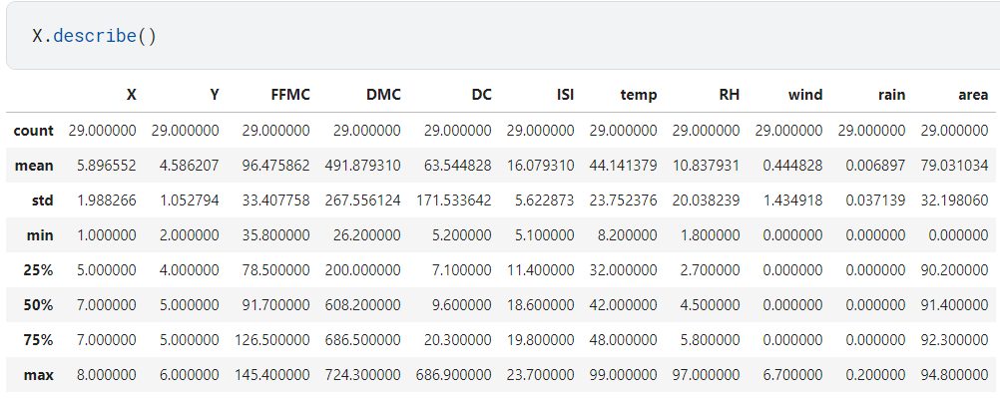 X.describe()
X Y FFMC DMC DC ISI temp RH wind rain area
count 29.000000 29.000000 29.000000 29.000000 29.000000 29.000000 29.000000 29.000000 29.000000 29.000000 29.000000
mean 5.896552 4.586207 96.475862 491.879310 63.544828 16.079310 44.141379 10.837931 0.444828 0.006897 79.031034
std 1.988266 1.052794 33.407758 267.556124 171.533642 5.622873 23.752376 20.038239 1.434918 0.037139 32.198060
min 1.000000 2.000000 35.800000 26.200000 5.200000 5.100000 8.200000 1.800000 0.000000 0.000000 0.000000
25% 5.000000 4.000000 78.500000 200.000000 7.100000 11.400000 32.000000 2.700000 0.000000 0.000000 90.200000
50% 7.000000 5.000000 91.700000 608.200000 9.600000 18.600000 42.000000 4.500000 0.000000 0.000000 91.400000
75% 7.000000 5.000000 126.500000 686.500000 20.300000 19.800000 48.000000 5.800000 0.000000 0.000000 92.300000
max 8.000000 6.000000 145.400000 724.300000 686.900000 23.700000 99.000000 97.000000 6.700000 0.200000 94.800000